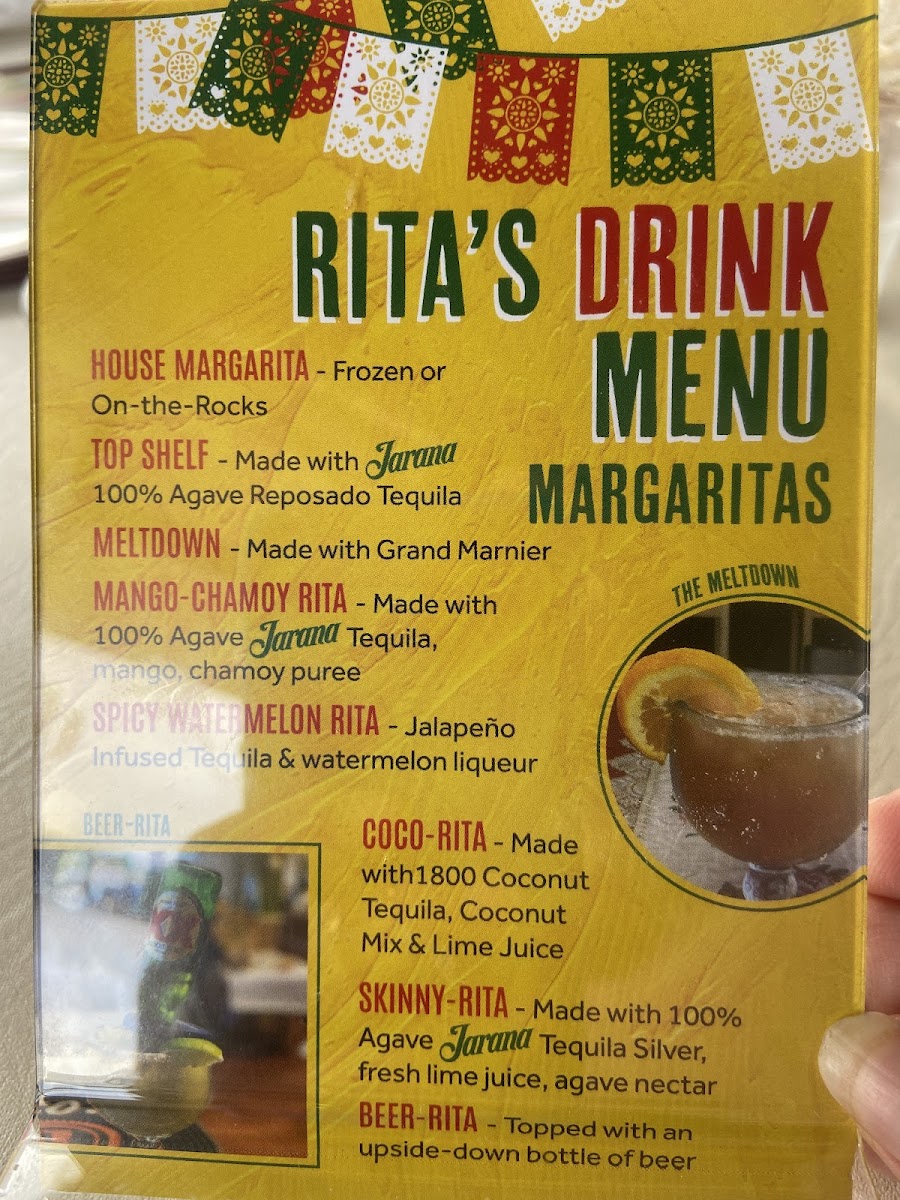 RITA'S DRINK
MENU
MARGARITAS
HOUSE MARGARITA - Frozen or
On-the-Rocks
TOP SHELF - Made with Jarana
100% Agave Reposado Tequila
MELTDOWN - Made with Grand Marnier
MANGO-CHAMOY RITA - Made with
100% Agave Jarana Tequila,
mango, chamoy puree
SPICY WATERMELON RITA - Jalapeño
Infused Tequila & watermelon liqueur
THE MELTDOWN
BEER-RITA
COCO-RITA - Made
with1800 Coconut
Tequila, Coconut
Mix & Lime Juice
SKINNY-RITA - Made with 100%
Agave Jarana Tequila Silver,
fresh lime juice, agave nectar
BEER-RITA - Topped with an
upside-down bottle of beer